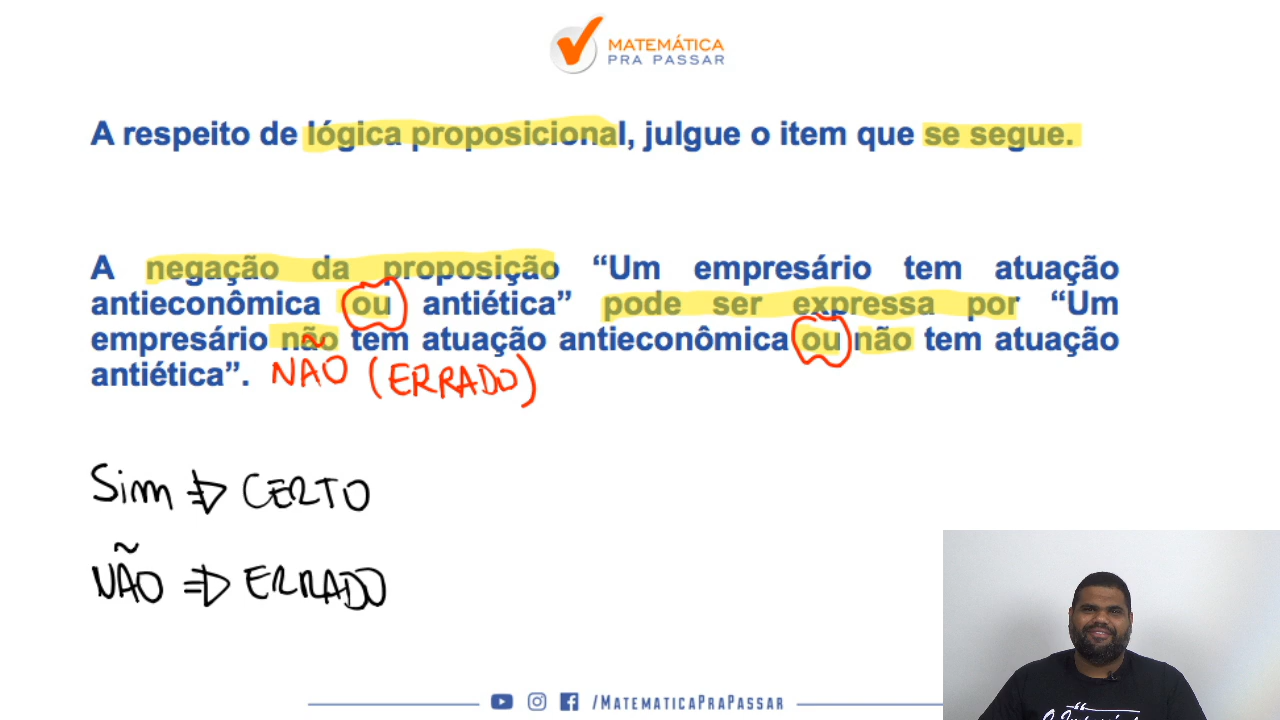 MATEMÁTICA
PRA PASSAR
A respeito de lógica proposicional, julgue o item que se segue.
A negação da proposição “Um empresário tem atuação
antieconômica ou antiética” pode ser expressa por “Um
empresário não tem atuação antieconômica ou não tem atuação
antiética”. NÃO (ERRADO)
Sim => CERTO
NÃO => ERRADO
/MATEMATICAPRAPASSAR